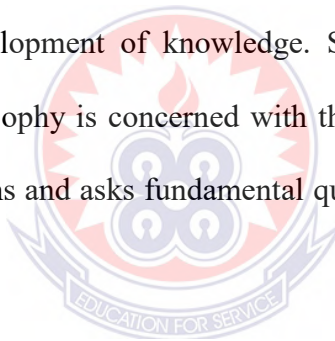 lopment of knowledge. S
ophy is concerned with th
ns and asks fundamental qu
EDUCATION FOR SERVICE